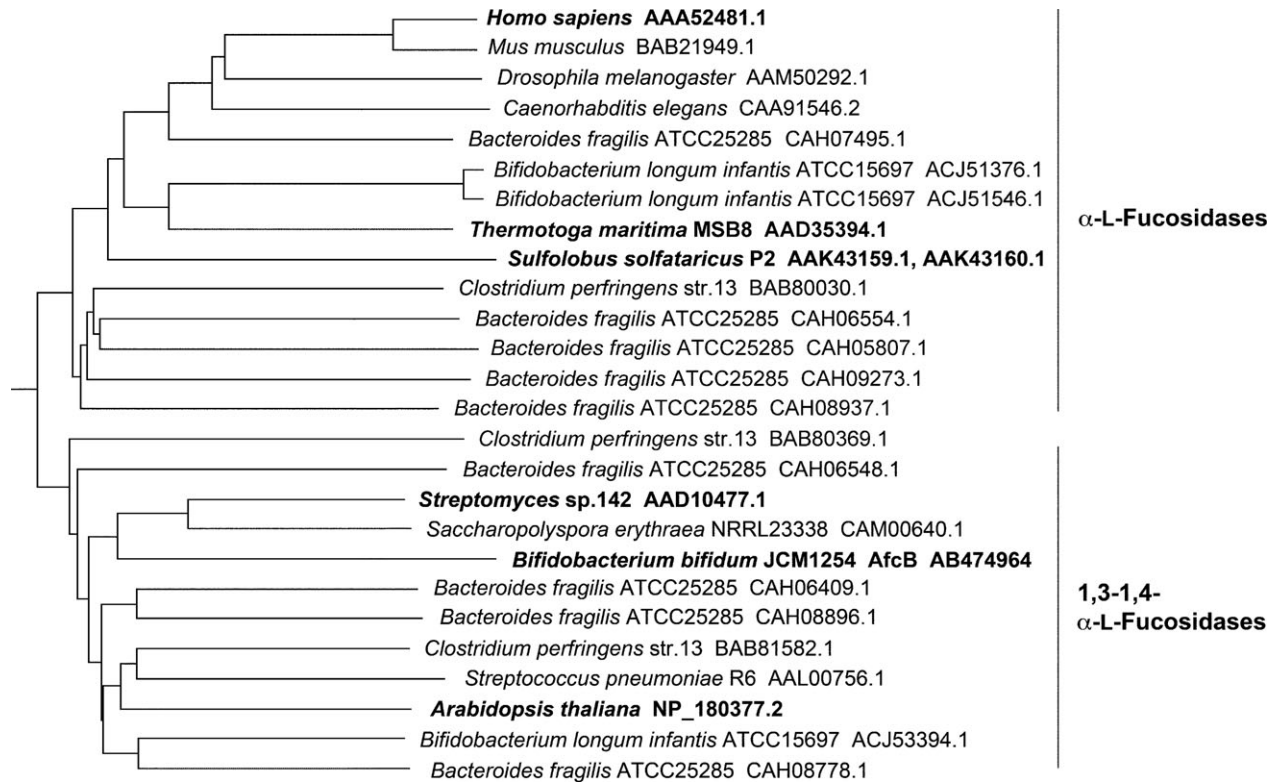 Homo sapiens AAA52481.1
Mus musculus BAB21949.1
Drosophila melanogaster AAM50292.1
Caenorhabditis elegans CAA91546.2
Bacteroides fragilis ATCC25285 CAH07495.1
Bifidobacterium longum infantis ATCC15697 ACJ51376.1
Bifidobacterium longum infantis ATCC15697 ACJ51546.1
Thermotoga maritima MSB8 AAD35394.1
Sulfolobus solfataricus P2 AAK43159.1, AAK43160.1
Clostridium perfringens str.13 BAB80030.1
Bacteroides fragilis ATCC25285 CAH06554.1
Bacteroides fragilis ATCC25285 CAH05807.1
Bacteroides fragilis ATCC25285 CAH09273.1
Bacteroides fragilis ATCC25285 CAH08937.1
α-L-Fucosidases
Clostridium perfringens str.13 BAB80369.1
Bacteroides fragilis ATCC25285 CAH06548.1
Streptomyces sp.142 AAD10477.1
Saccharopolyspora erythraea NRRL23338 CAM00640.1
Bifidobacterium bifidum JCM1254 AfcB AB474964
Bacteroides fragilis ATCC25285 CAH06409.1
Bacteroides fragilis ATCC25285 CAH08896.1
Clostridium perfringens str.13 BAB81582.1
Streptococcus pneumoniae R6 AAL00756.1
Arabidopsis thaliana NP_180377.2
Bifidobacterium longum infantis ATCC15697 ACJ53394.1
Bacteroides fragilis ATCC25285 CAH08778.1
1,3-1,4-
α-L-Fucosidases